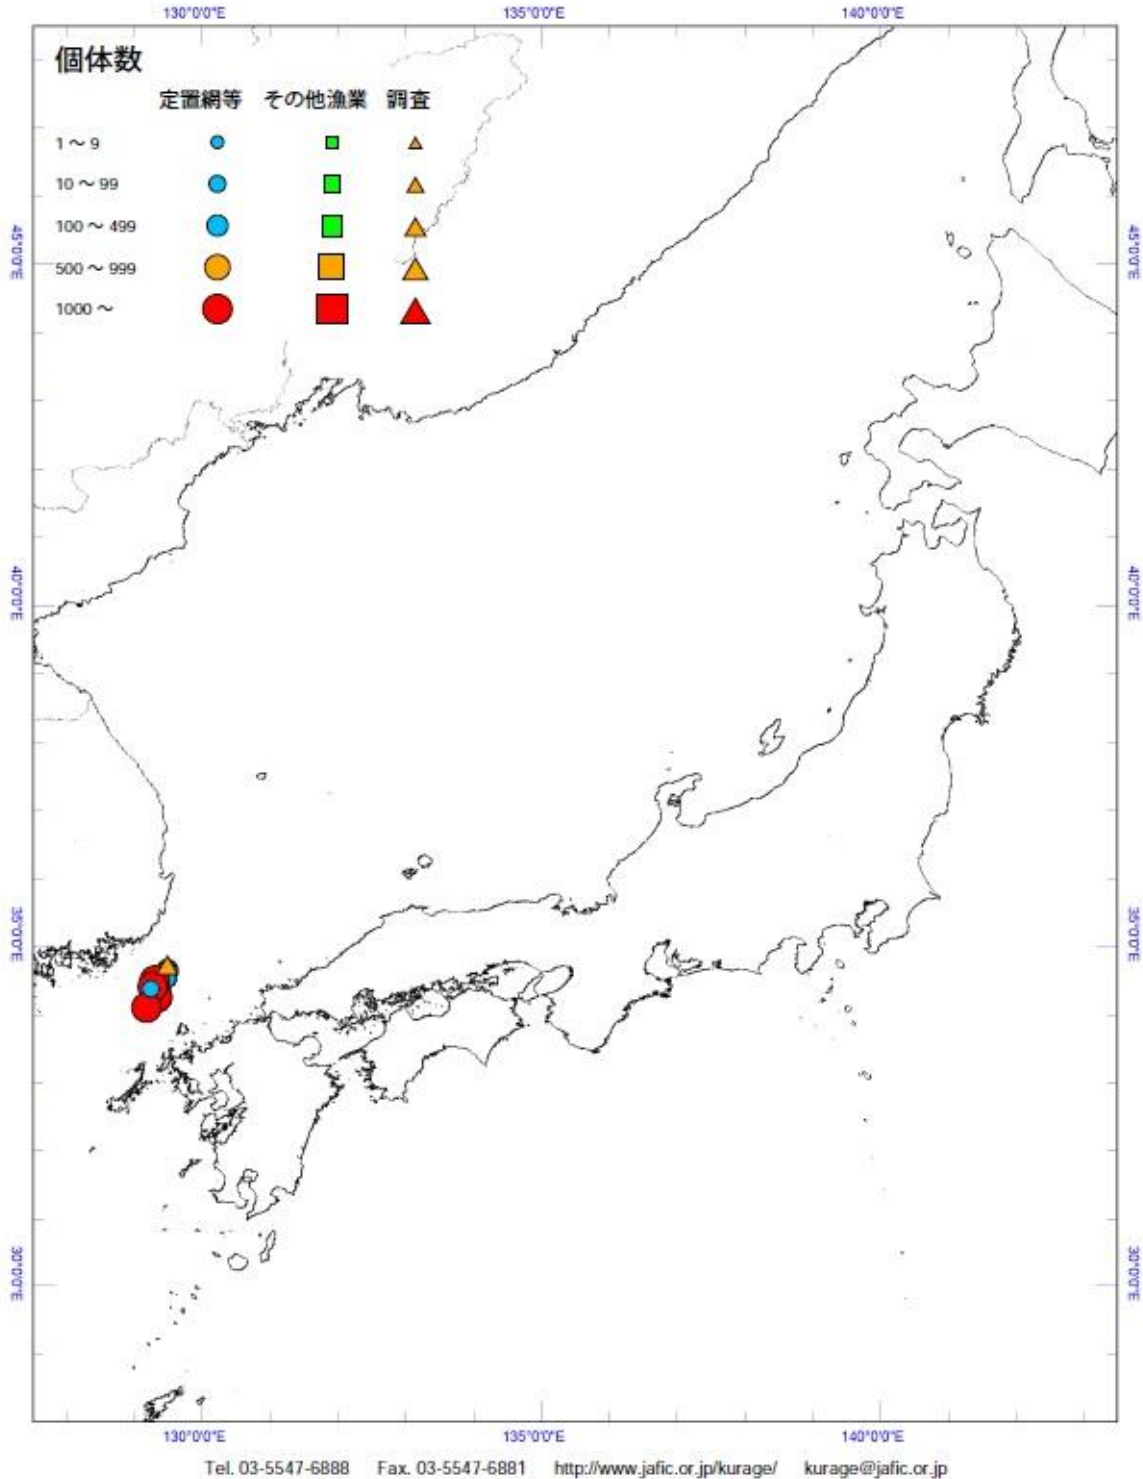 130°0'0"E 135°0'0"E 140°0'0"E
個体数
定置網等 その他漁業 調査
1～9
10～99
100～499
500～999
1000～
45°0'0"E 45°0'0"E
40°0'0"E 40°0'0"E
35°0'0"E 35°0'0"E
30°0'0"E 30°0'0"E
130°0'0"E 135°0'0"E 140°0'0"E
Tel. 03-5547-6888 Fax. 03-5547-6881 http://www.jafic.or.jp/kurage/ kurage@jafic.or.jp